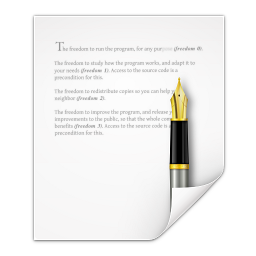 The freedom to run the program, for any purpose (freedom 0).
The freedom to study how the program works, and adapt it to
your needs (freedom 1). Access to the source code is a
precondition for this.
The freedom to redistribute copies so you can help
neighbor (freedom 2).
The freedom to improve the program, and release
improvements to the public, so that the whole
benefits (freedom 3). Access to the source code is a
precondition for this.